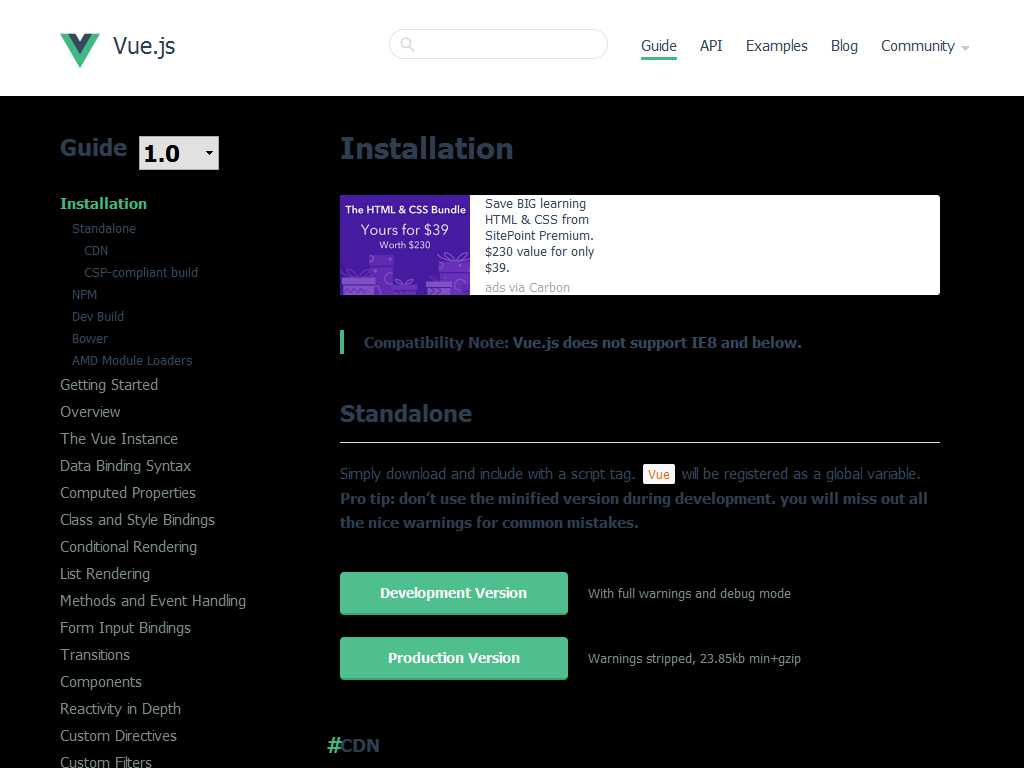 Vue.js
Guide
API
Examples
Blog
Community
Guide
1.0
Installation
Standalone
CDN
CSP-compliant build
NPM
Dev Build
Bower
AMD Module Loaders
Getting Started
Overview
The Vue Instance
Data Binding Syntax
Computed Properties
Class and Style Bindings
Conditional Rendering
List Rendering
Methods and Event Handling
Form Input Bindings
Transitions
Components
Reactivity in Depth
Custom Directives
Custom Filters
Installation
The HTML & CSS Bundle
Yours for $39
Worth $230
Save BIG learning
HTML & CSS from
SitePoint Premium.
$230 value for only
$39.
ads via Carbon
Compatibility Note: Vue.js does not support IE8 and below.
Standalone
Simply download and include with a script tag. Vue will be registered as a global variable.
Pro tip: don’t use the minified version during development. you will miss out all
the nice warnings for common mistakes.
Development Version
With full warnings and debug mode
Production Version
Warnings stripped, 23.85kb min+gzip
#CDN